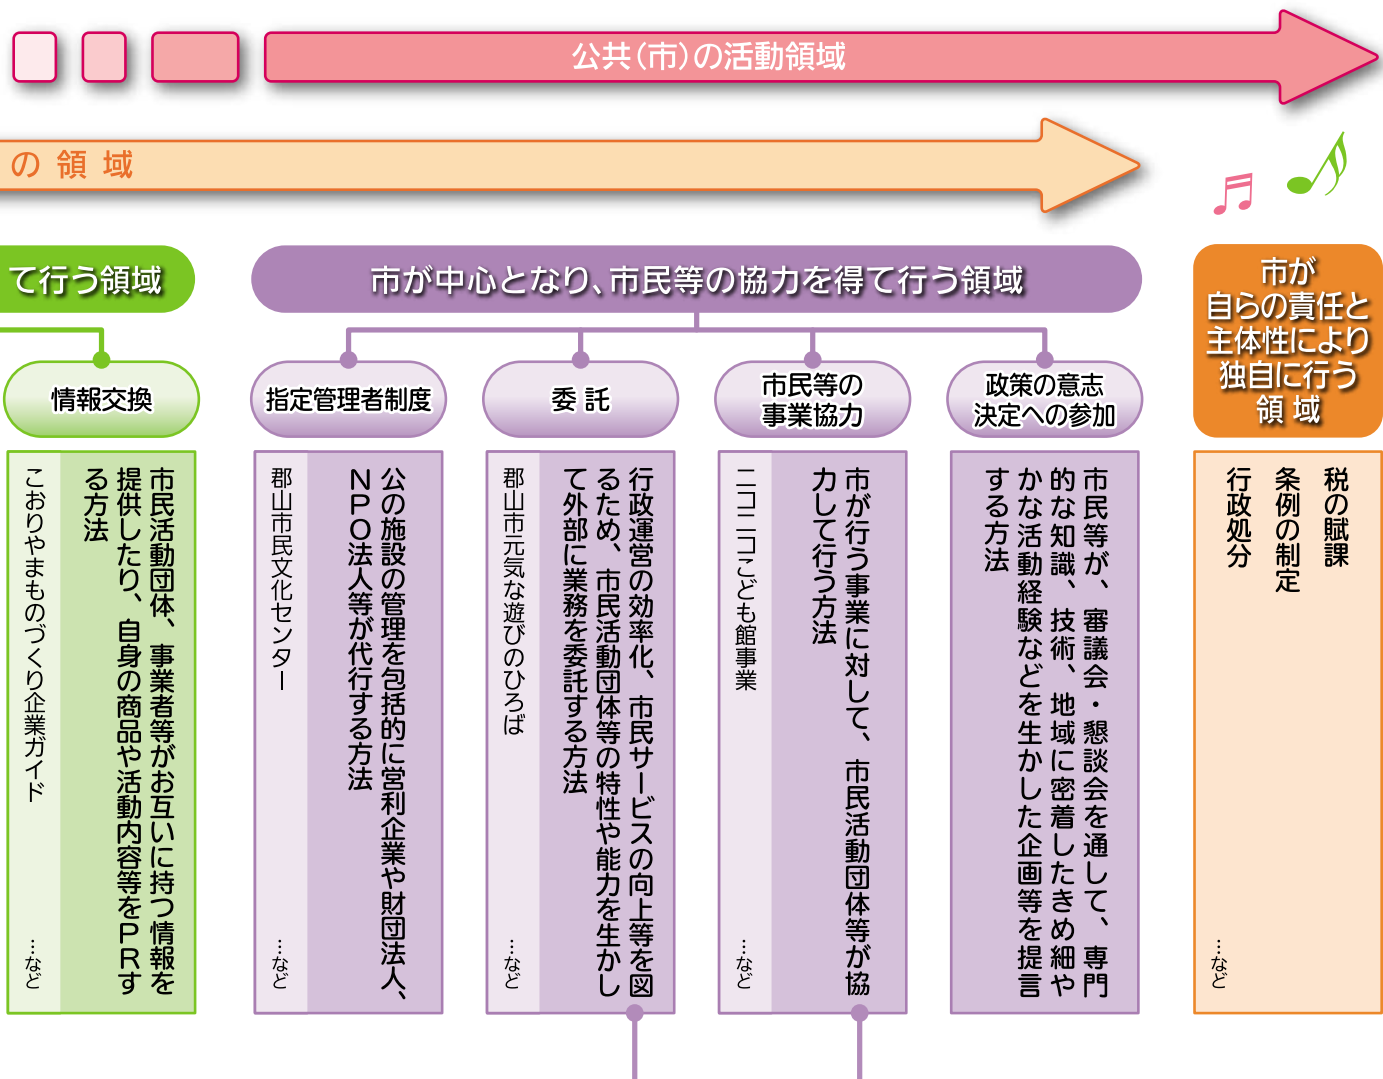 公共（市）の活動領域
の領域
て行う領域
市が中心となり、市民等の協力を得て行う領域
市が
自らの責任と
主体性により
独自に行う
領域
情報交換
市民活動団体、事業者等がお互いに持つ情報を
提供したり、自身の商品や活動内容等をＰＲす
る方法
こおりやまものづくり企業ガイド
…など
指定管理者制度
公の施設の管理を包括的に営利企業や財団法人、
ＮＰＯ法人等が代行する方法
郡山市民文化センター
…など
委託
行政運営の効率化、市民サービスの向上等を図
るため、市民活動団体等の特性や能力を生かし
て外部に業務を委託する方法
郡山市元気な遊びのひろば
…など
市民等の
事業協力
市が行う事業に対して、市民活動団体等が協
力して行う方法
ニコニコこども館事業
…など
政策の意志
決定への参加
市民等が、審議会・懇談会を通して、専門
的な知識、技術、地域に密着したきめ細や
かな活動経験などを生かした企画等を提言
する方法
税の賦課
条例の制定
行政処分
…など